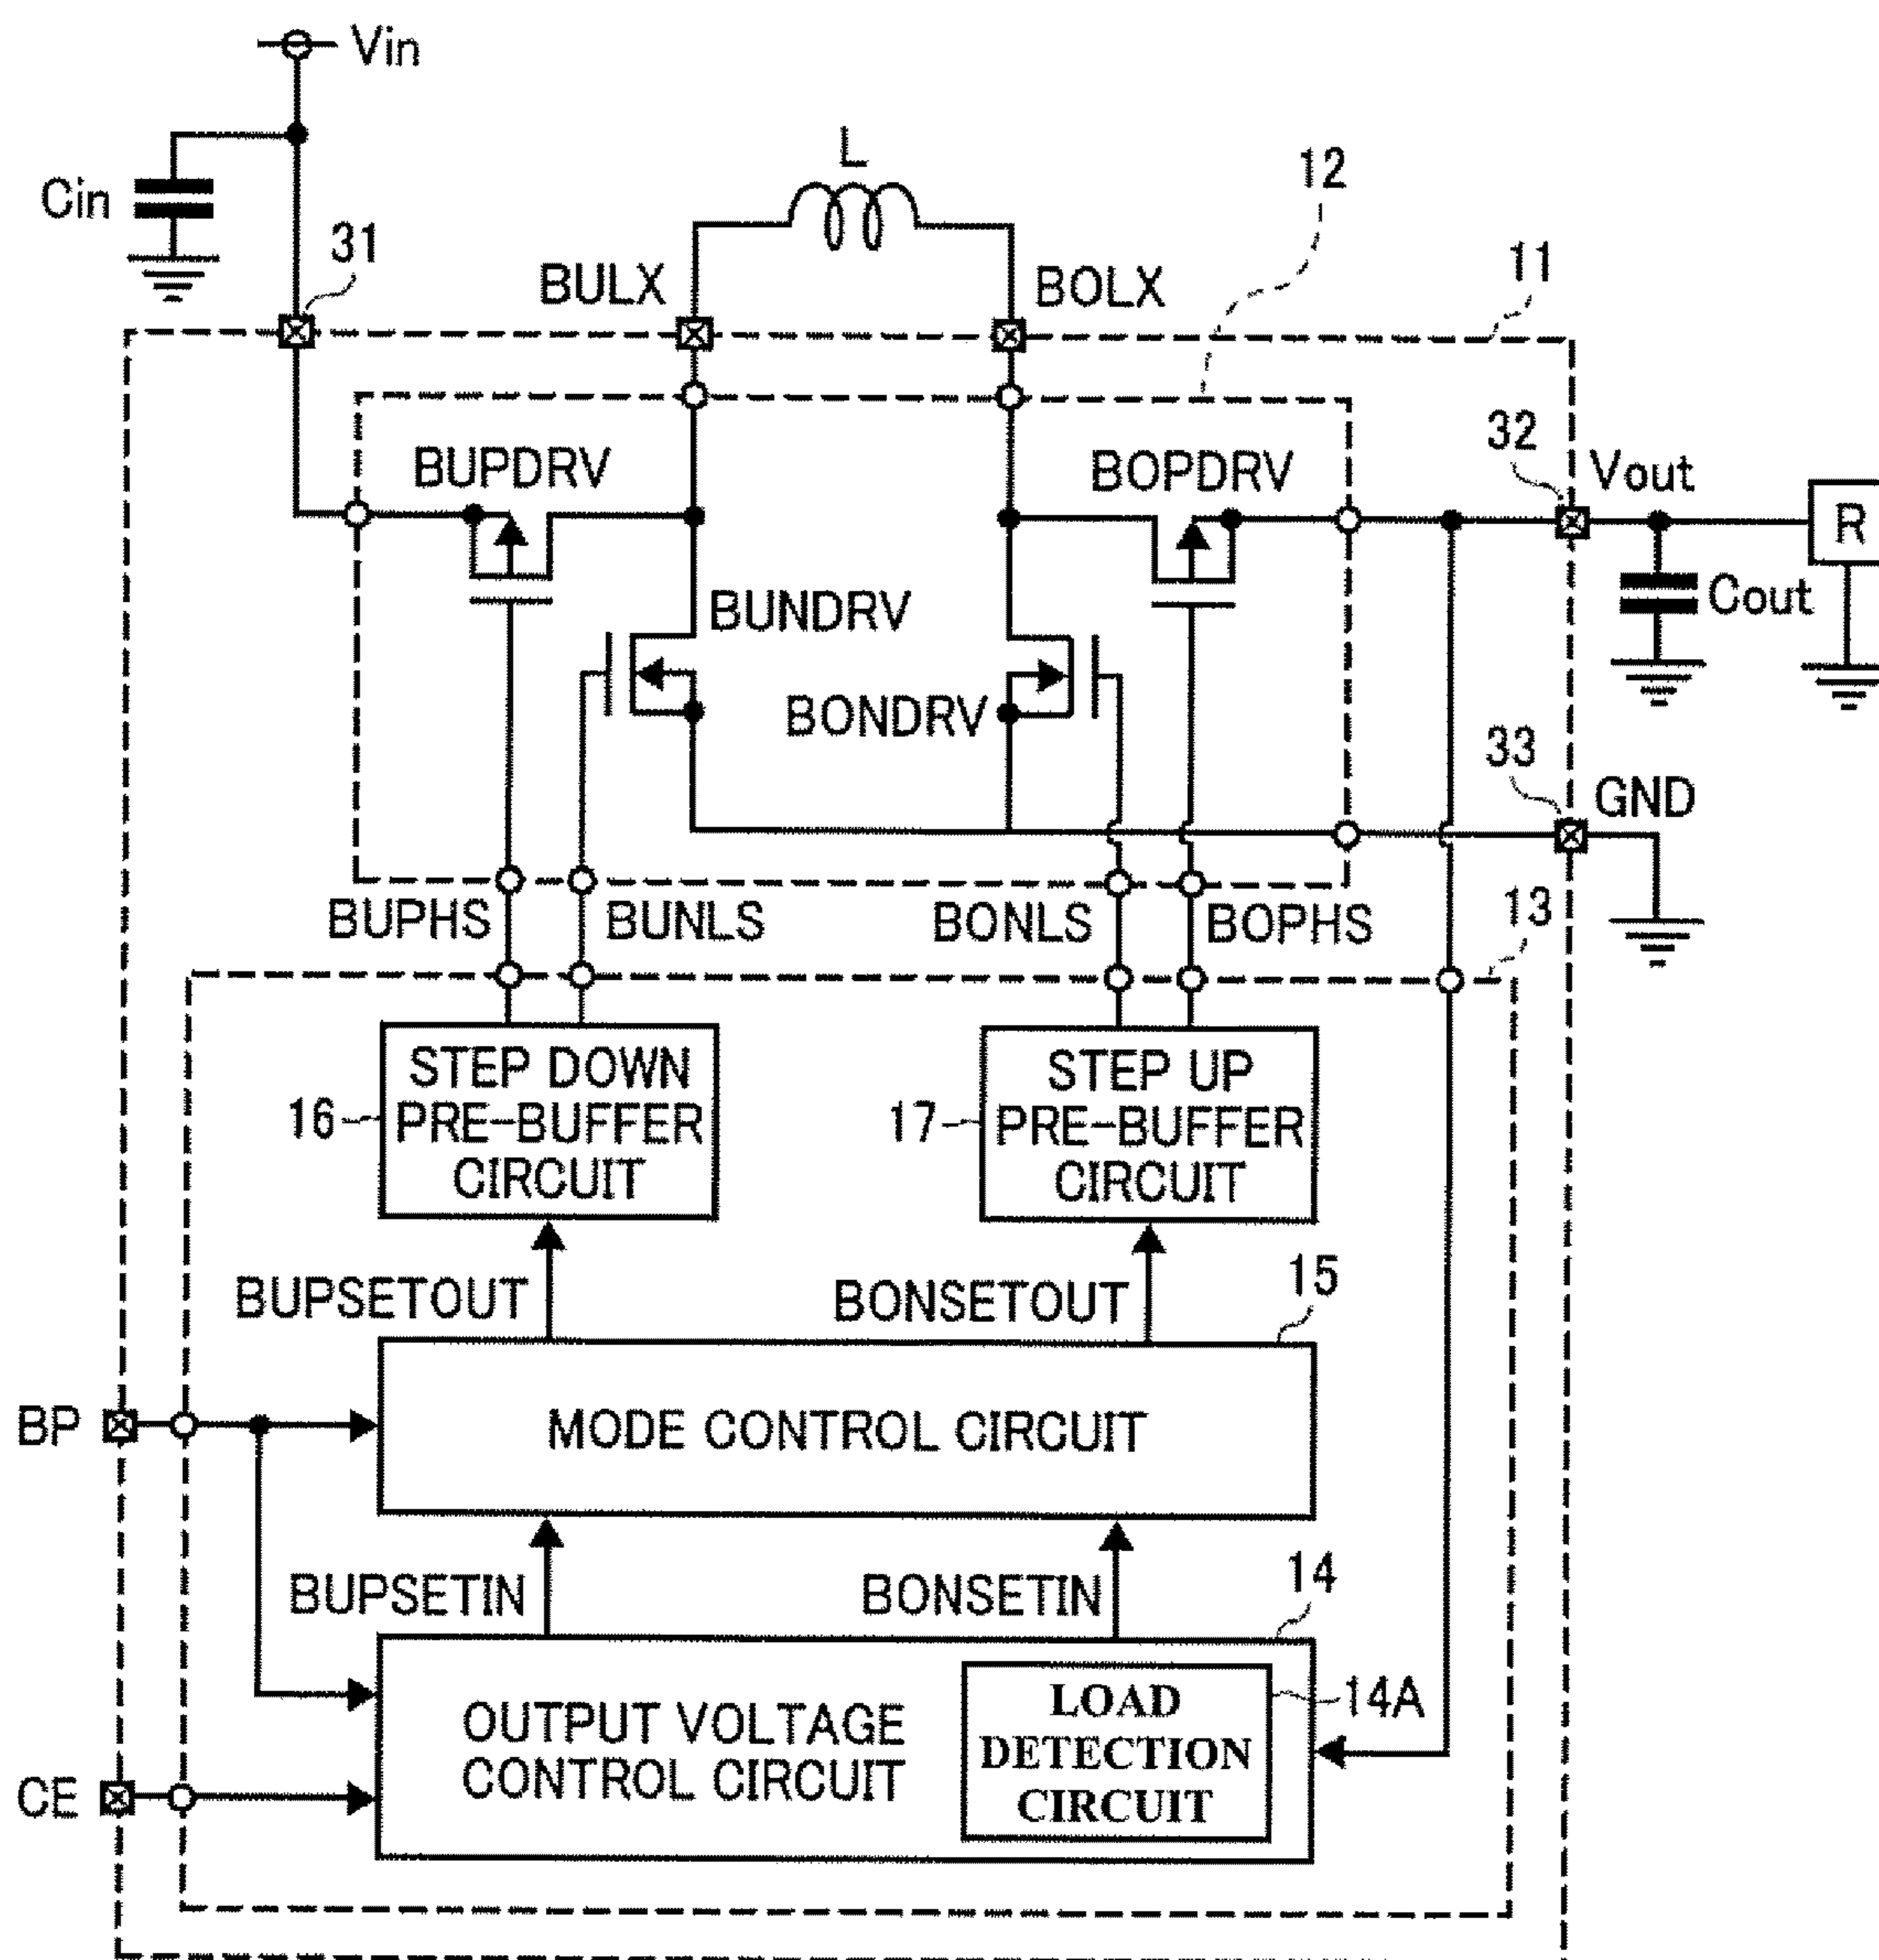 Vin
L
12
Cin
31
BULX
BOLX
11
BUPDRV
BOPDRV
32
Vout
R
BUNDRV
Cout
BONDRV
33
GND
BUPHS
BUNLS
BONLS
BOPHS
13
STEP DOWN
PRE-BUFFER
CIRCUIT
16
STEP UP
PRE-BUFFER
CIRCUIT
17
BUPSETOUT
BONSETOUT
15
BP
MODE CONTROL CIRCUIT
BUPSETIN
BONSETIN
14
OUTPUT VOLTAGE
CONTROL CIRCUIT
LOAD
DETECTION
CIRCUIT
14A
CE